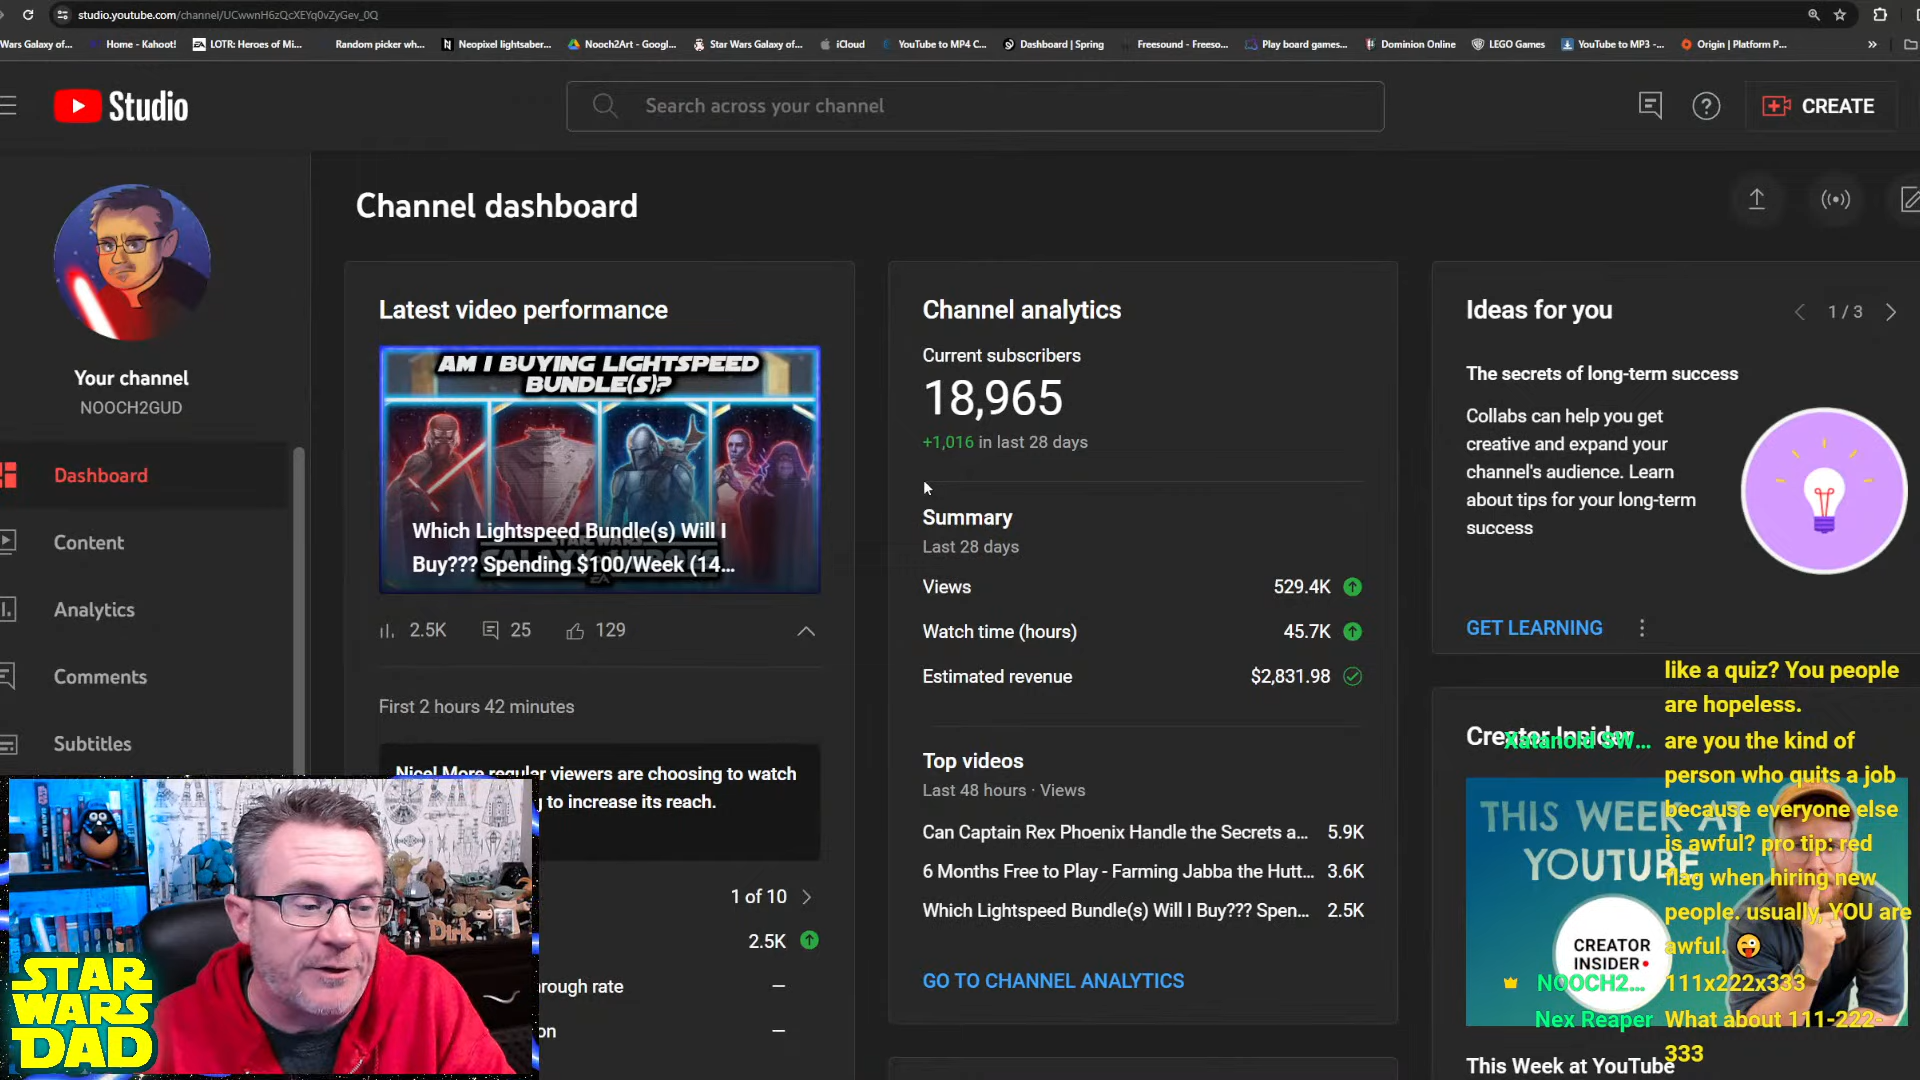 studio.youtube.com/channel/UCwwnH6zQcXEYq0vZyGev_0Q
Wars Galaxy of...
Home - Kahoot!
LOTR: Heroes of Mi...
Random picker wh...
Neopixel lightsaber...
Nooch2Art - Googl...
Star Wars Galaxy of...
iCloud
YouTube to MP4 C...
Dashboard | Spring
Freesound - Freeso...
Play board games...
Dominion Online
LEGO Games
YouTube to MP3 -...
Origin | Platform P...
Studio
Search across your channel
CREATE
Channel dashboard
Your channel
NOOCH2GUD
Dashboard
Content
Analytics
Comments
Subtitles
Latest video performance
AM I BUYING LIGHTSPEED
BUNDLE(S)?
Which Lightspeed Bundle(s) Will I
Buy??? Spending $100/Week (14...
EA
2.5K
25
129
First 2 hours 42 minutes
Nice! More regular viewers are choosing to watch
to increase its reach.
1 of 10
2.5K
rough rate
—
on
—
Channel analytics
Current subscribers
18,965
+1,016 in last 28 days
Summary
Last 28 days
Views 529.4K
Watch time (hours) 45.7K
Estimated revenue $2,831.98
Top videos
Last 48 hours · Views
Can Captain Rex Phoenix Handle the Secrets a... 5.9K
6 Months Free to Play - Farming Jabba the Hutt... 3.6K
Which Lightspeed Bundle(s) Will I Buy??? Spen... 2.5K
GO TO CHANNEL ANALYTICS
Ideas for you
1 / 3
The secrets of long-term success
Collabs can help you get
creative and expand your
channel's audience. Learn
about tips for your long-term
success
GET LEARNING
Creator Insider
THIS WEEK AT
YOUTUBE
CREATOR
INSIDER
This Week at YouTube
like a quiz? You people
are hopeless.
are you the kind of
person who quits a job
because everyone else
is awful? pro tip: red
flag when hiring new
people. usually, YOU are
awful. 😜
NOOCH2... 111x222x333
Nex Reaper What about 111-222-
333
STAR
WARS
DAD
Dirk